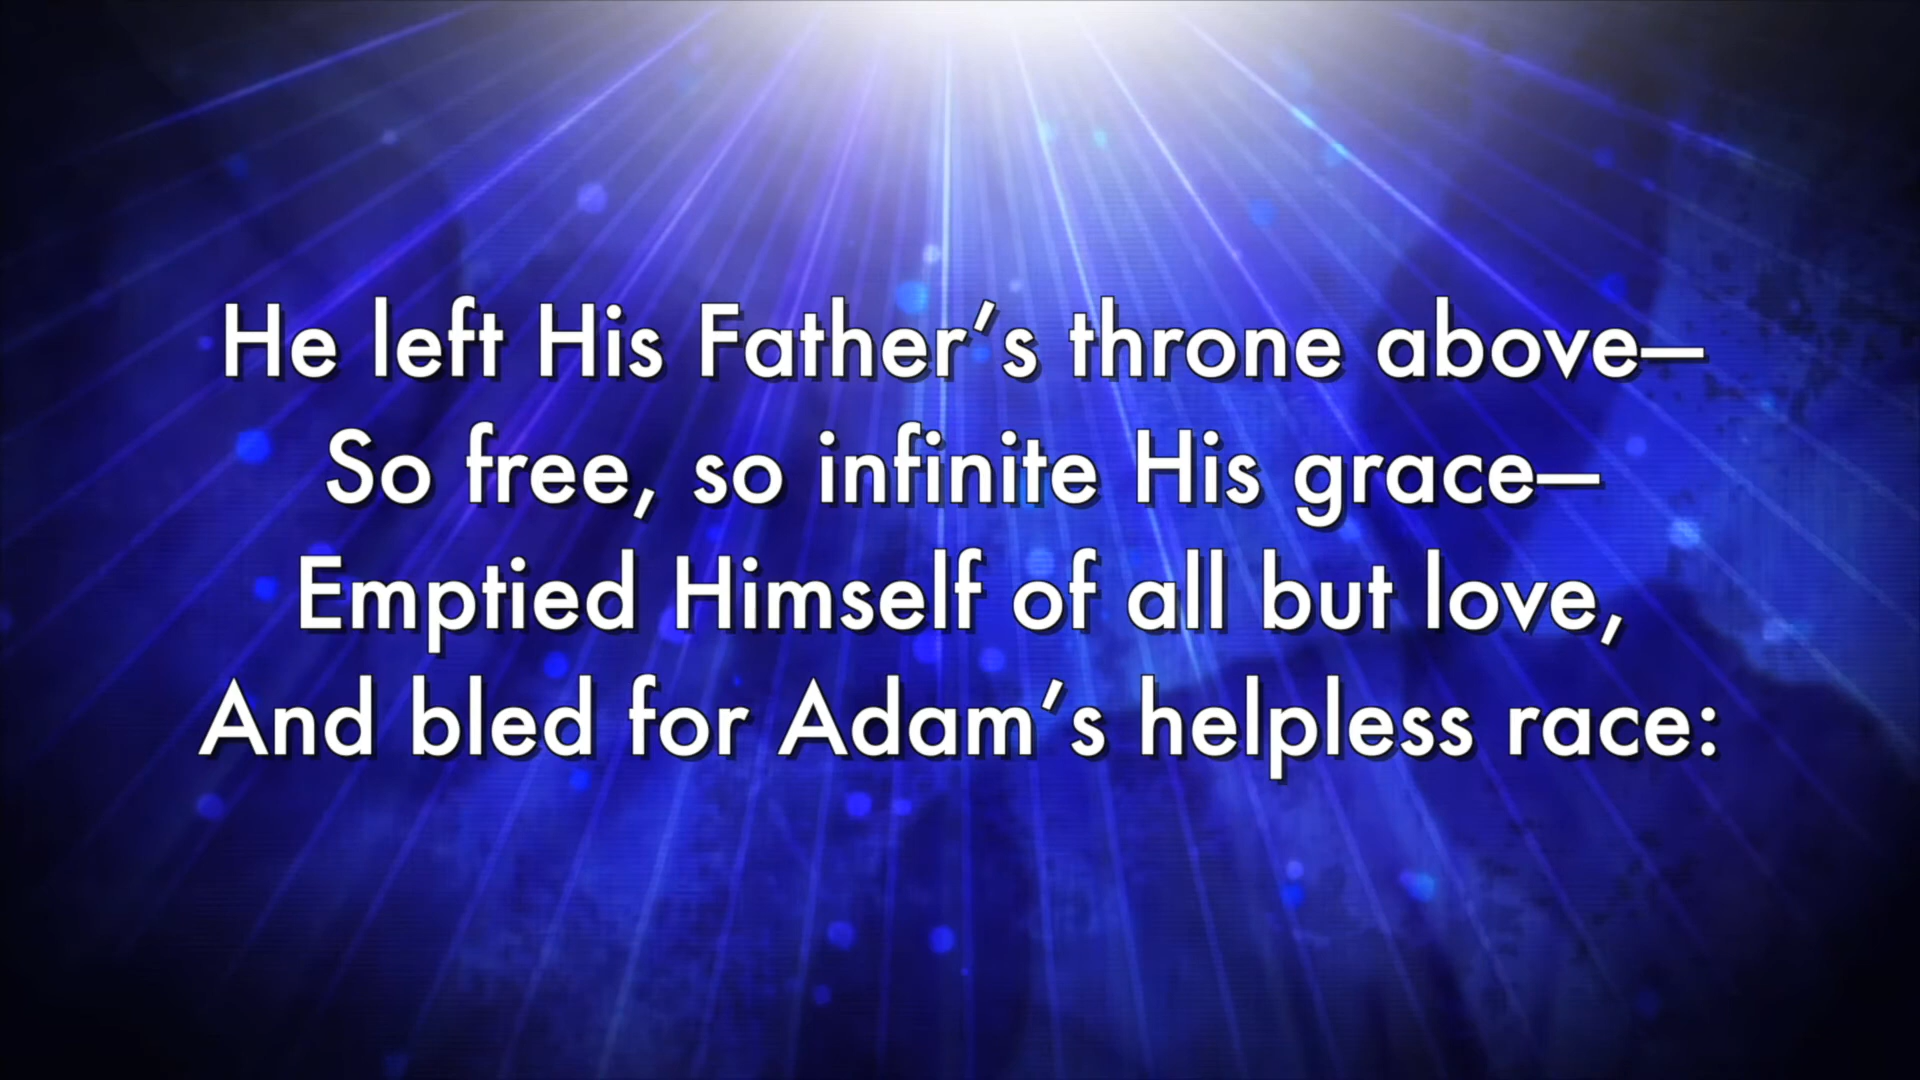 He left His Father’s throne above—
So free, so infinite His grace—
Emptied Himself of all but love,
And bled for Adam’s helpless race: